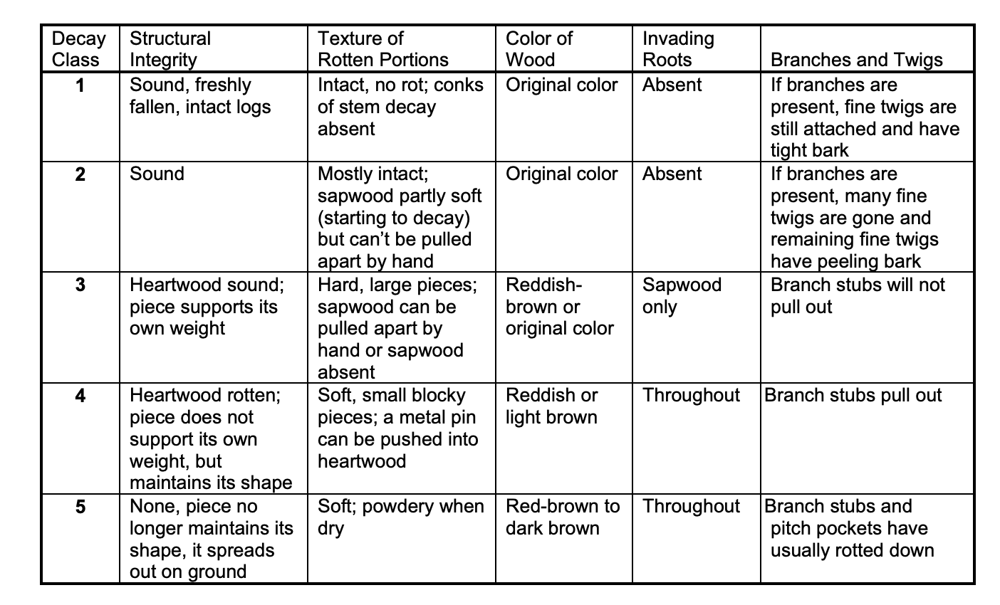 Decay Class
Structural Integrity
Texture of Rotten Portions
Color of Wood
Invading Roots
Branches and Twigs
1
Sound, freshly
fallen, intact logs
Intact, no rot; conks
of stem decay
absent
Original color
Absent
If branches are
present, fine twigs are
still attached and have
tight bark
2
Sound
Mostly intact;
sapwood partly soft
(starting to decay)
but can’t be pulled
apart by hand
Original color
Absent
If branches are
present, many fine
twigs are gone and
remaining fine twigs
have peeling bark
3
Heartwood sound;
piece supports its
own weight
Hard, large pieces;
sapwood can be
pulled apart by
hand or sapwood
absent
Reddish-
brown or
original color
Sapwood
only
Branch stubs will not
pull out
4
Heartwood rotten;
piece does not
support its own
weight, but
maintains its shape
Soft, small blocky
pieces; a metal pin
can be pushed into
heartwood
Reddish or
light brown
Throughout
Branch stubs pull out
5
None, piece no
longer maintains its
shape, it spreads
out on ground
Soft; powdery when
dry
Red-brown to
dark brown
Throughout
Branch stubs and
pitch pockets have
usually rotted down